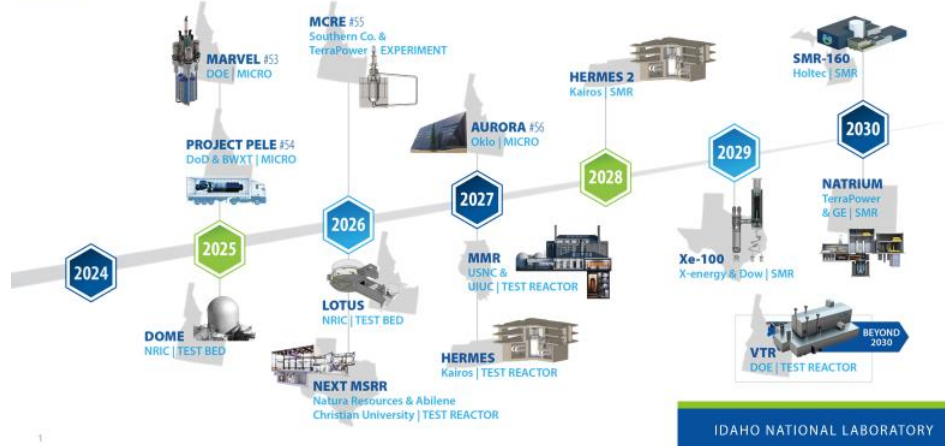 MARVEL #53
DOE | MICRO
PROJECT PELE #54
DoD & BWXT | MICRO
MCRE #55
Southern Co. &
TerraPower | EXPERIMENT
AURORA #56
Oklo | MICRO
HERMES 2
Kairos | SMR
SMR-160
Holtec | SMR
2024
2025
2026
2027
2028
2029
2030
DOME
NRIC | TEST BED
LOTUS
NRIC | TEST BED
NEXT MSRR
Natura Resources & Abilene
Christian University | TEST REACTOR
MMR
USNC &
UIUC | TEST REACTOR
HERMES
Kairos | TEST REACTOR
Xe-100
X-energy & Dow | SMR
NATRIUM
TerraPower
& GE | SMR
VTR
DOE | TEST REACTOR
BEYOND
2030
1
IDAHO NATIONAL LABORATORY